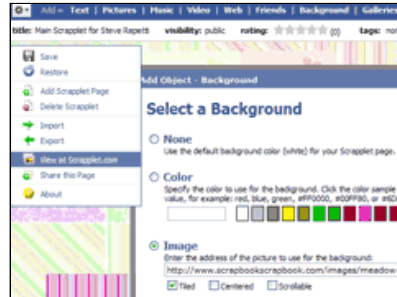 Add - Text | Pictures | Music | Video | Web | Friends | Background | Galleries
title: Main Scrapplet for Steve Rapetti visibility: public rating: (0) tags:
Save
Restore
Add Scrapplet Page
Delete Scrapplet
Import
Export
View at Scrapplet.com
Share this Page
About
Add Object - Background
Select a Background
None
Use the default background color (white) for your Scrapplet page.
Color
Specify the color to use for the background. Click the color sample
value, for example: red, blue, green, #FF0000, #00FF80, or
Image
Enter the address of the picture to use for the background.
http://www.scrapbookscrapbook.com/images/meadow
Tiled Centered Scrollable